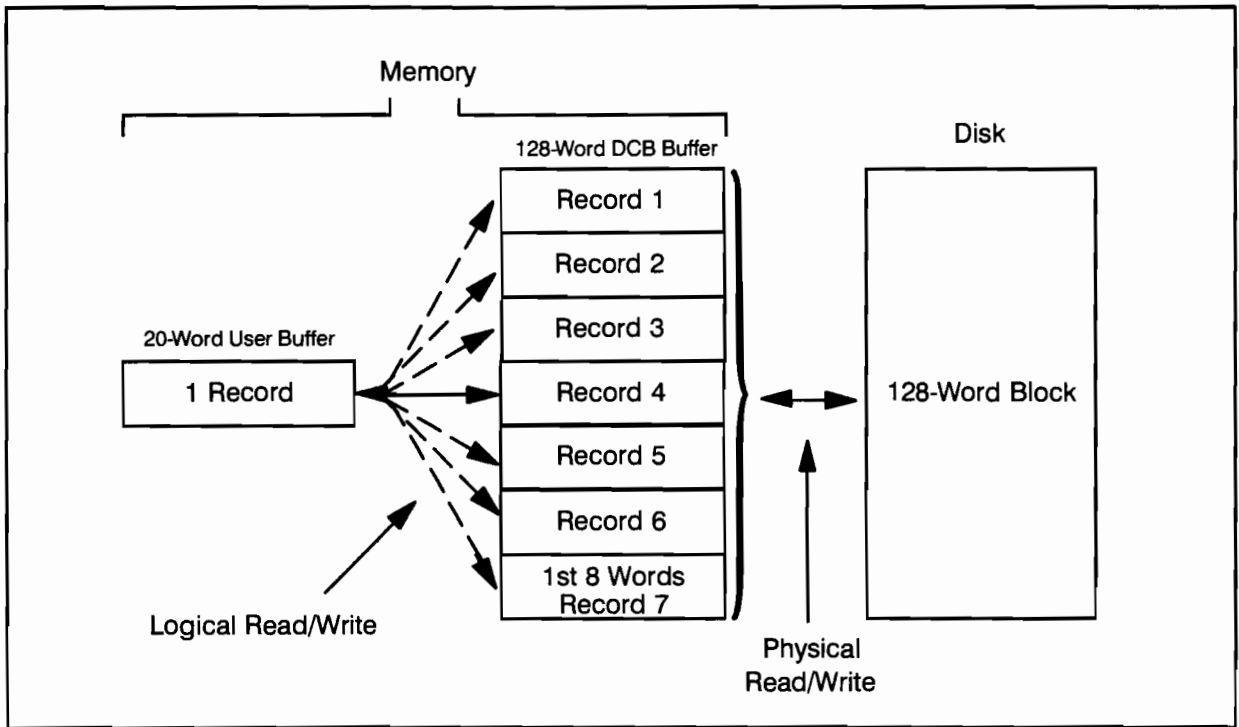 Memory
Disk
128-Word DCB Buffer
Record 1
Record 2
Record 3
20-Word User Buffer
1 Record
Record 4
128-Word Block
Record 5
Record 6
1st 8 Words
Record 7
Logical Read/Write
Physical
Read/Write